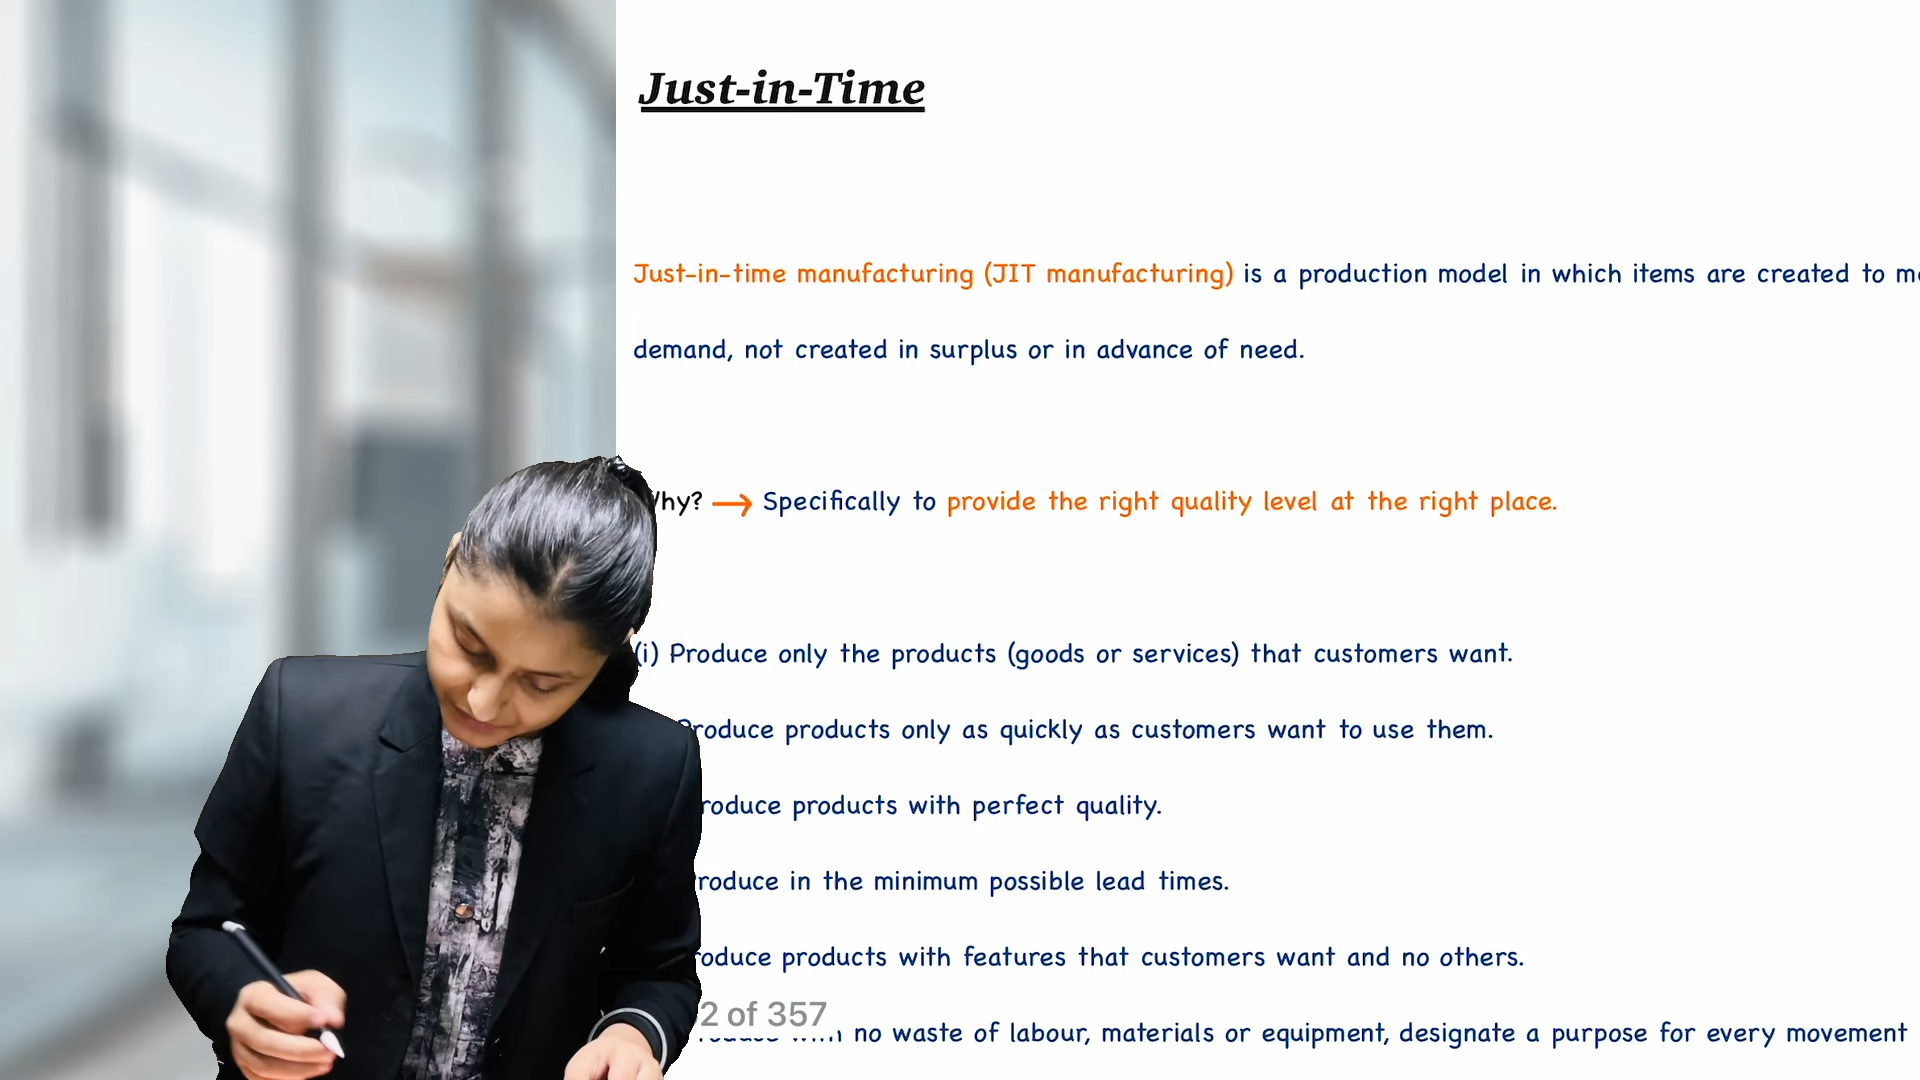 Just-in-Time
Just-in-time manufacturing (JIT manufacturing) is a production model in which items are created to
demand, not created in surplus or in advance of need.
→ Specifically to provide the right quality level at the right place.
(i) Produce only the products (goods or services) that customers want.
Produce products only as quickly as customers want to use them.
roduce products with perfect quality.
roduce in the minimum possible lead times.
roduce products with features that customers want and no others.
2 of 357
no waste of labour, materials or equipment, designate a purpose for every movement